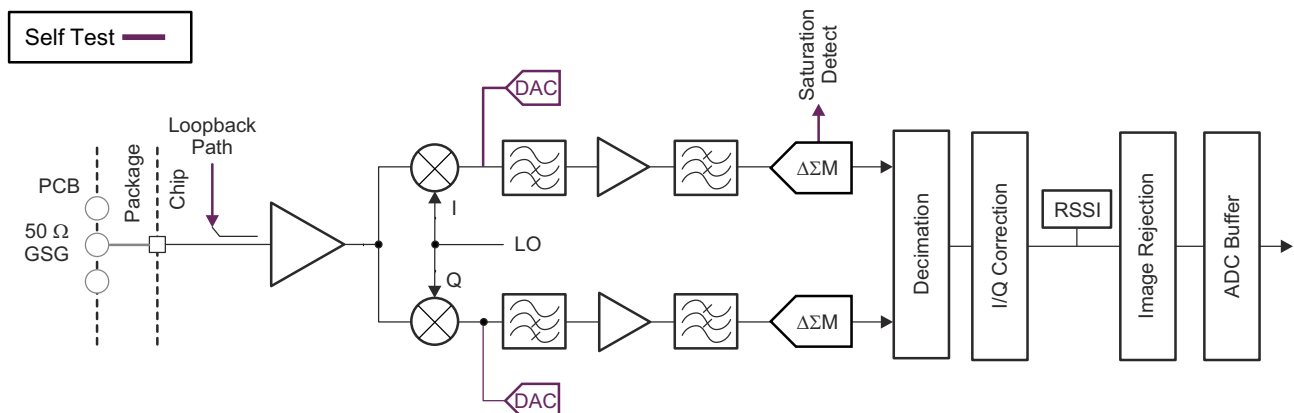 Self Test
DAC
Saturation
Detect
Loopback
Path
PCB
Package
Chip
50 Ω
GSG
I
LO
Q
ΔΣM
ΔΣM
DAC
Decimation
I/Q Correction
RSSI
Image Rejection
ADC Buffer